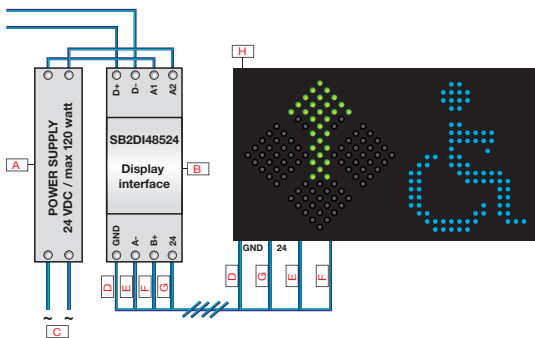 H
D+ D- A1 A2
POWER SUPPLY
24 VDC / max 120 watt
SB2DI48524
Display
interface
A
B
GND A- B+ 24
GND 24
D E F G
D G E F
~ ~
C